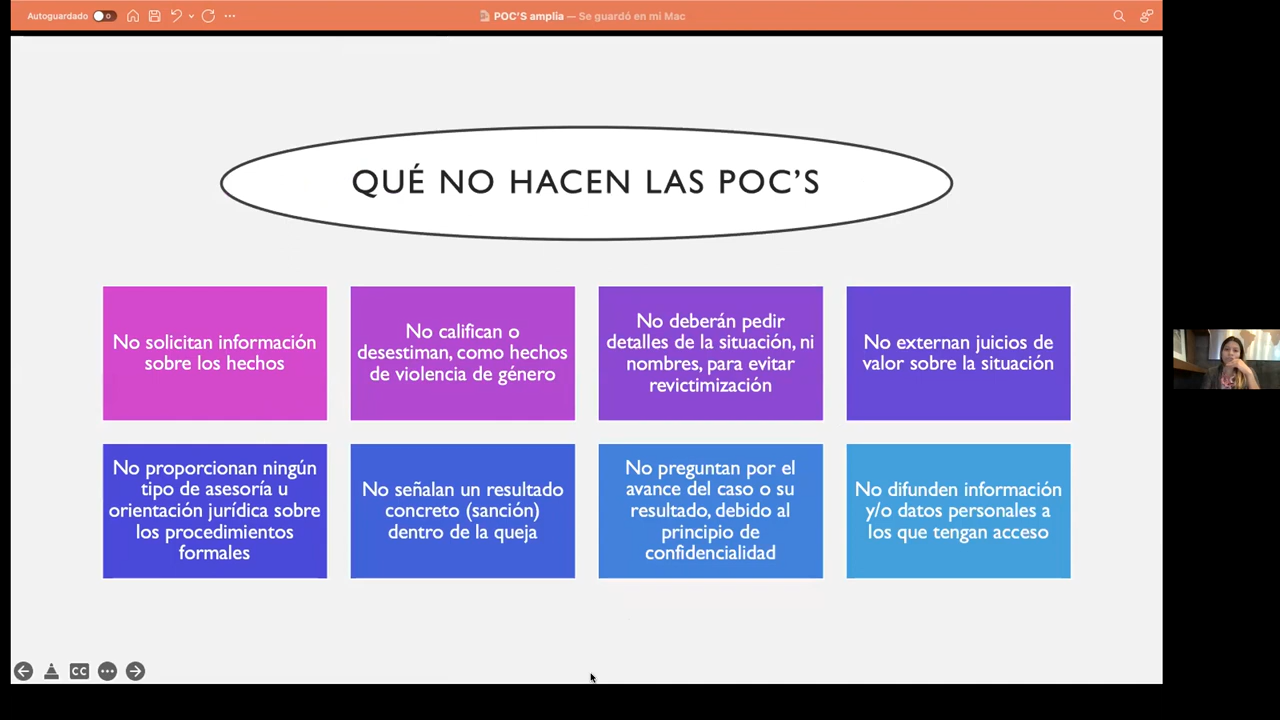 Autoguardado
POC'S amplia — Se guardó en mi Mac
QUÉ NO HACEN LAS POC'S
No solicitan información
sobre los hechos
No califican o
desestiman, como hechos
de violencia de género
No deberán pedir
detalles de la situación, ni
nombres, para evitar
revictimización
No externan juicios de
valor sobre la situación
No proporcionan ningún
tipo de asesoría u
orientación jurídica sobre
los procedimientos
formales
No señalan un resultado
concreto (sanción)
dentro de la queja
No preguntan por el
avance del caso o su
resultado, debido al
principio de
confidencialidad
No difunden información
y/o datos personales a
los que tengan acceso
CC